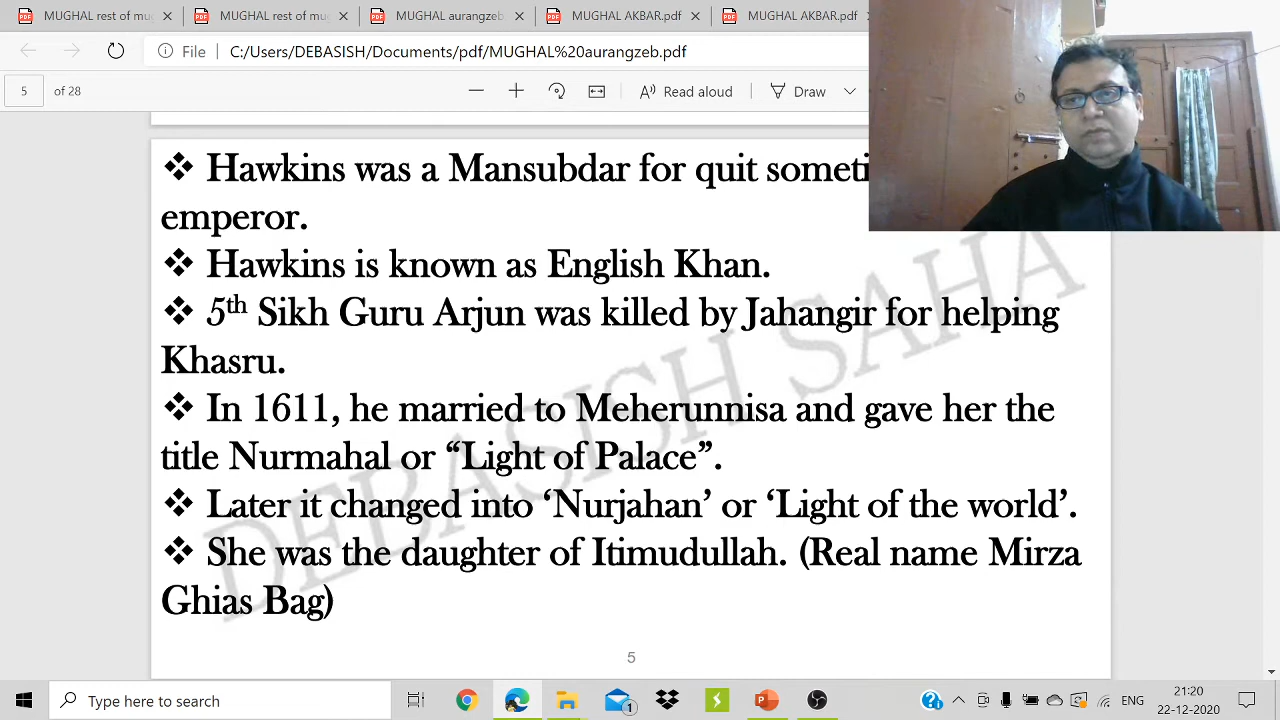 MUGHAL rest of mu
MUGHAL rest of mu
MUGHAL aurangzeb
MUGHAL AKBAR.pdf
MUGHAL AKBAR.pdf
File
C:/Users/DEBASISH/Documents/pdf/MUGHAL%20aurangzeb.pdf
5 of 28
Read aloud
Draw
❖ Hawkins was a Mansubdar for quit
emperor.
❖ Hawkins is known as English Khan.
❖ 5th Sikh Guru Arjun was killed by Jahangir for helping
Khasru.
❖ In 1611, he married to Meherunnisa and gave her the
title Nurmahal or “Light of Palace”.
❖ Later it changed into ‘Nurjahan’ or ‘Light of the world’.
❖ She was the daughter of Itimudullah. (Real name Mirza
Ghias Bag)
DEBASISH SAHA
5
Type here to search
1
ENG
21:20
22-12-2020